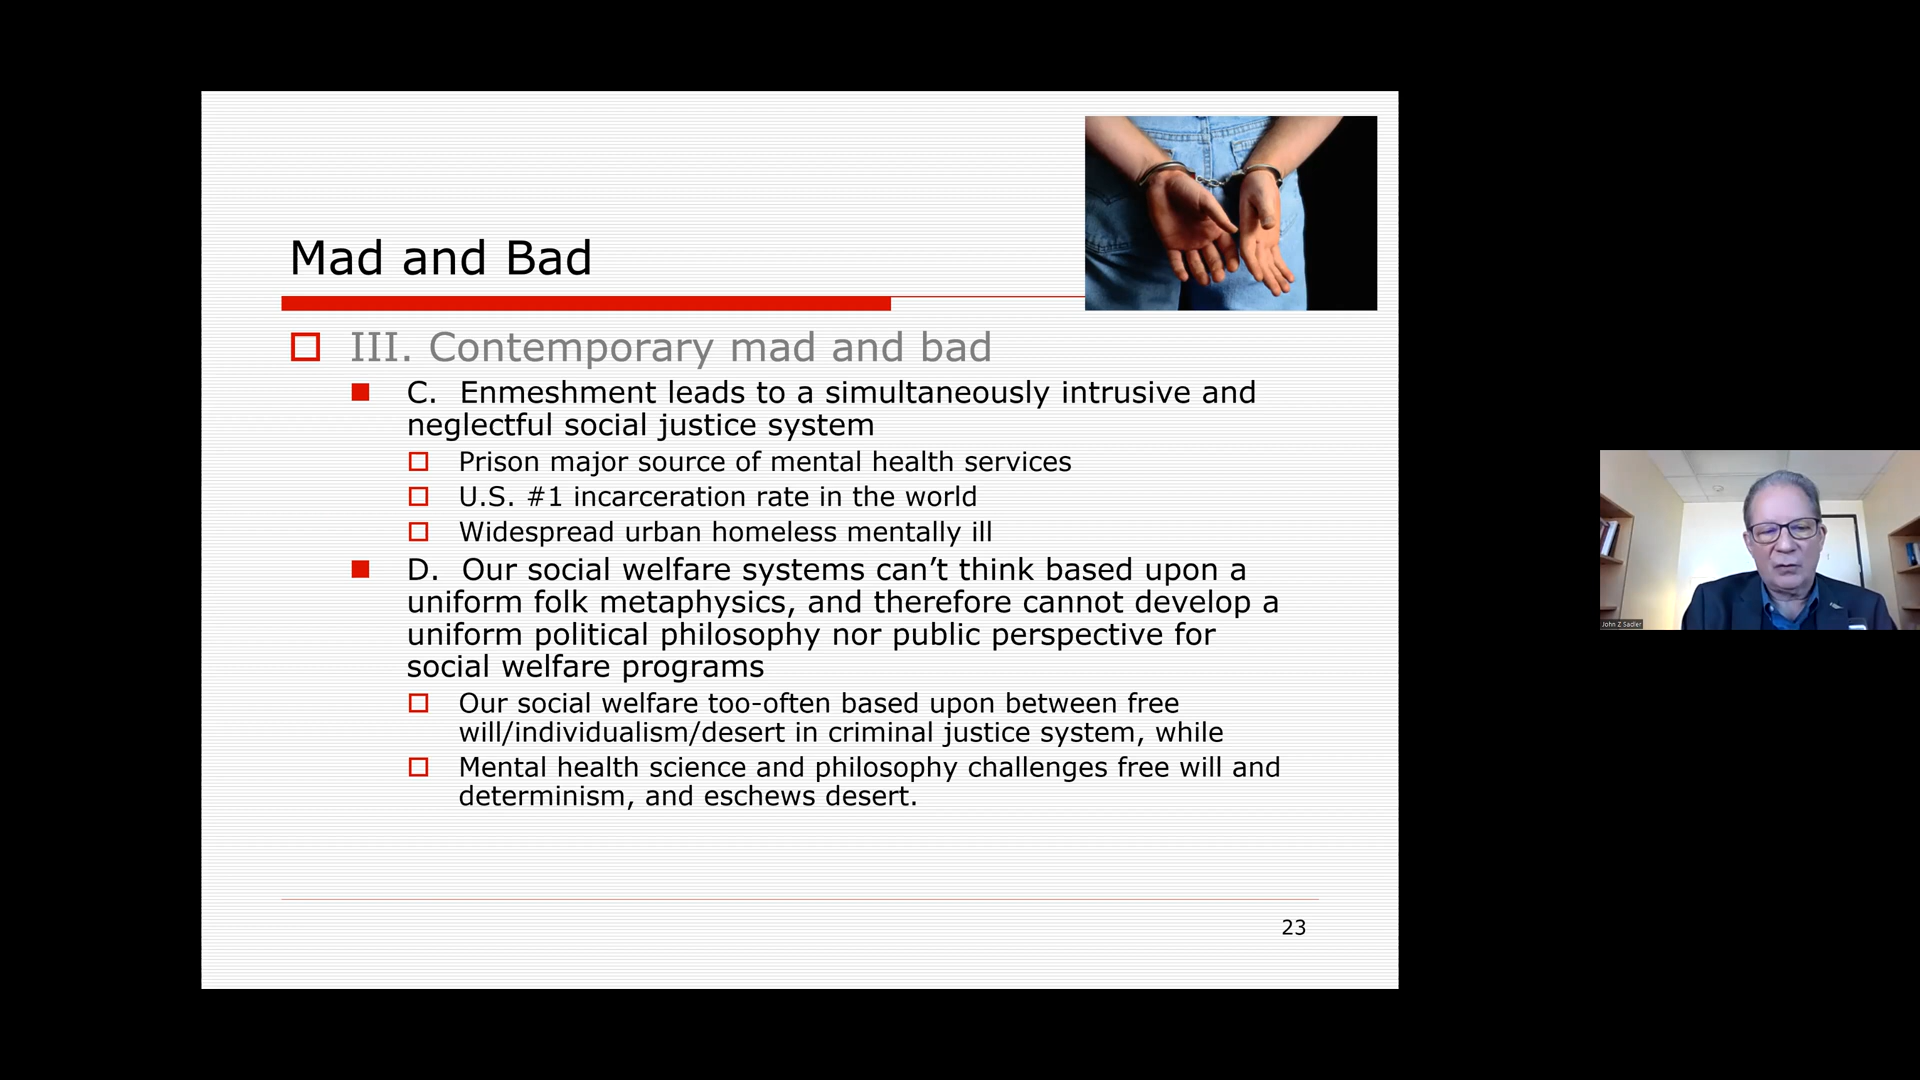 Mad and Bad
III. Contemporary mad and bad
C. Enmeshment leads to a simultaneously intrusive and
neglectful social justice system
Prison major source of mental health services
U.S. #1 incarceration rate in the world
Widespread urban homeless mentally ill
D. Our social welfare systems can’t think based upon a
uniform folk metaphysics, and therefore cannot develop a
uniform political philosophy nor public perspective for
social welfare programs
Our social welfare too-often based upon between free
will/individualism/desert in criminal justice system, while
Mental health science and philosophy challenges free will and
determinism, and eschews desert.
23
John Z Sadler